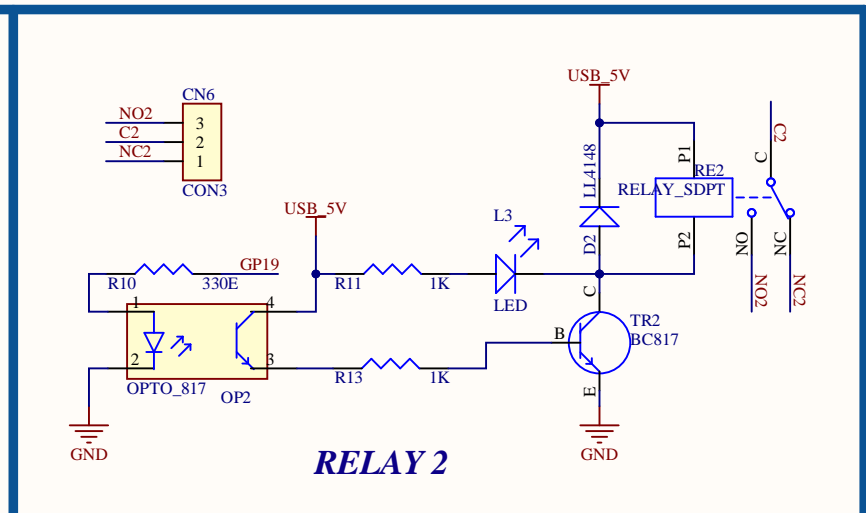 USB_5V
CN6
NO2
3
C2
2
NC2
1
CON3
LL4148
D2
P1
RE2
RELAY_SDPT
P2
C2
C
NO
NC
NO2
NC2
USB_5V
L3
LED
GP19
R10
330E
R11
1K
1
4
2
3
OPTO_817
OP2
R13
1K
C
B
E
TR2
BC817
GND
GND
RELAY 2